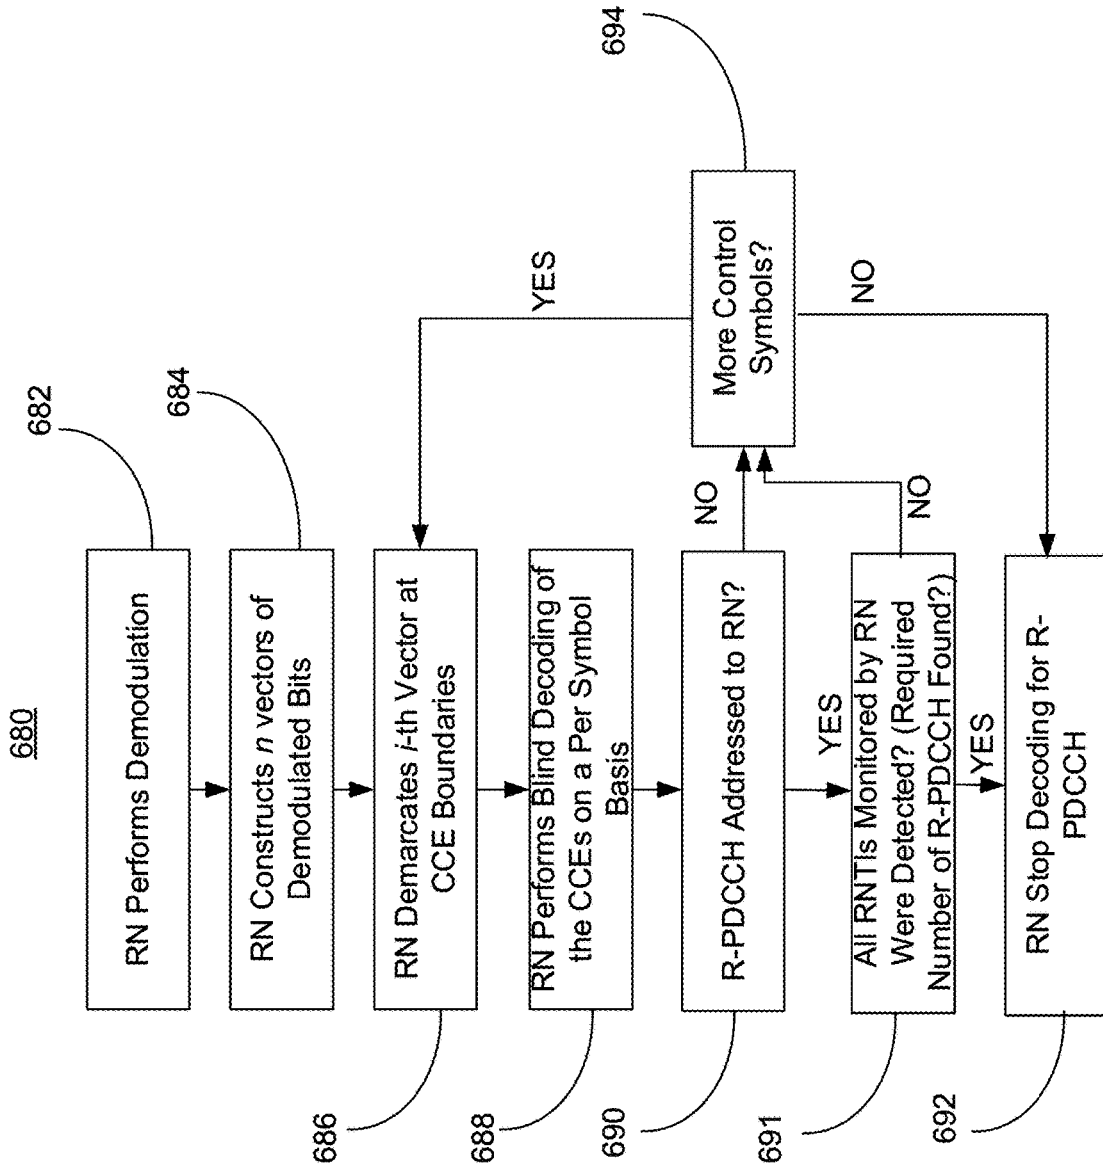 680
RN Performs Demodulation
682
RN Constructs n vectors of
Demodulated Bits
684
RN Demarcates i-th Vector at
CCE Boundaries
686
RN Performs Blind Decoding of
the CCEs on a Per Symbol
Basis
688
R-PDCCH Addressed to RN?
690
NO
YES
All RNTIs Monitored by RN
Were Detected? (Required
Number of R-PDCCH Found?)
691
NO
YES
RN Stop Decoding for R-
PDCCH
692
More Control
Symbols?
694
YES
NO